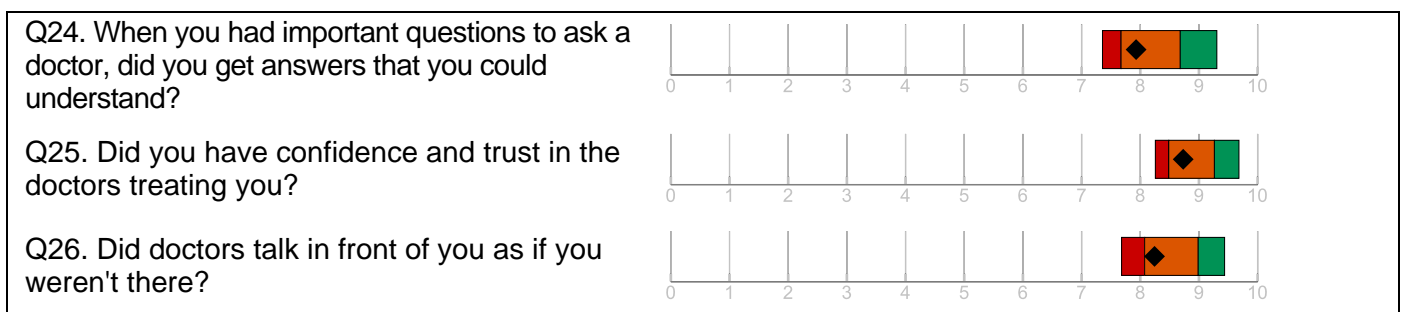 Q24. When you had important questions to ask a
doctor, did you get answers that you could
understand?
0 1 2 3 4 5 6 7 8 9 10
Q25. Did you have confidence and trust in the
doctors treating you?
0 1 2 3 4 5 6 7 8 9 10
Q26. Did doctors talk in front of you as if you
weren't there?
0 1 2 3 4 5 6 7 8 9 10